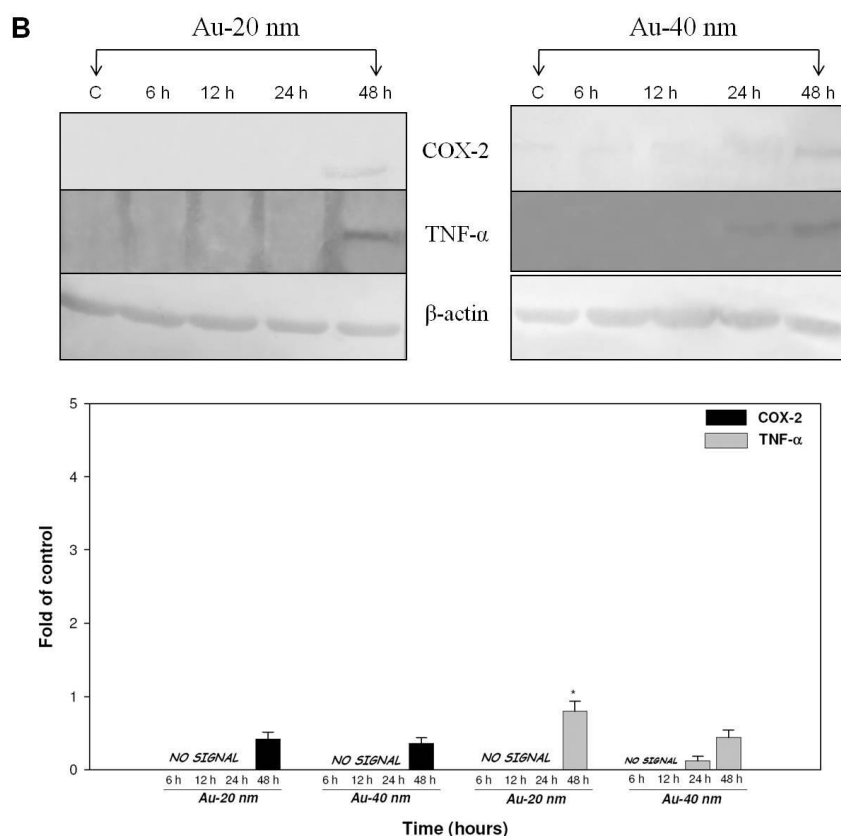 B
Au-20 nm Au-40 nm
C 6 h 12 h 24 h 48 h C 6 h 12 h 24 h 48 h
COX-2
TNF-α
β-actin
5
COX-2
TNF-α
4
3
2
1
0
Fold of control
*
NO SIGNAL NO SIGNAL NO SIGNAL NO SIGNAL
6 h 12 h 24 h 48 h 6 h 12 h 24 h 48 h 6 h 12 h 24 h 48 h 6 h 12 h 24 h 48 h
Au-20 nm Au-40 nm Au-20 nm Au-40 nm
Time (hours)